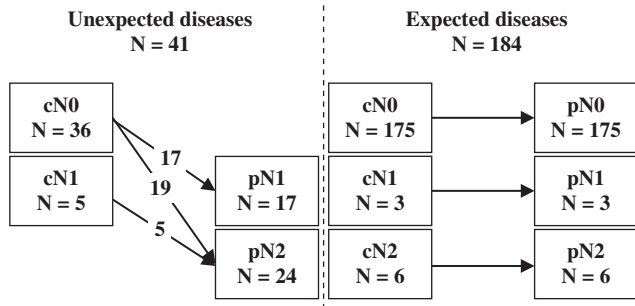 Unexpected diseases
N = 41
Expected diseases
N = 184
cN0
N = 36
cN1
N = 5
17
19
5
pN1
N = 17
pN2
N = 24
cN0
N = 175
pN0
N = 175
cN1
N = 3
pN1
N = 3
cN2
N = 6
pN2
N = 6